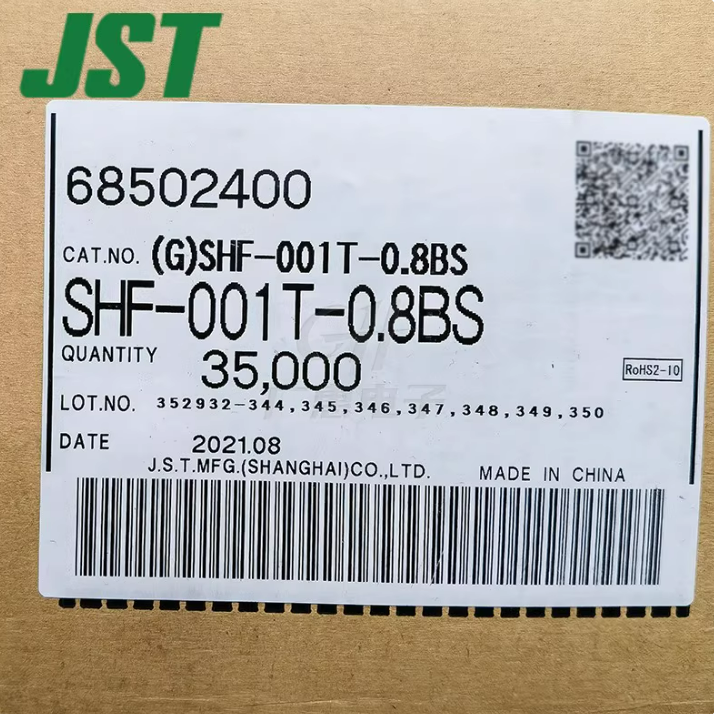 JST
68502400
CAT.NO. (G)SHF-001T-0.8BS
SHF-001T-0.8BS
QUANTITY 35,000
RoHS2-10
LOT.NO. 352932-344,345,346,347,348,349,350
DATE 2021.08
J.S.T.MFG.(SHANGHAI)CO.,LTD. MADE IN CHINA